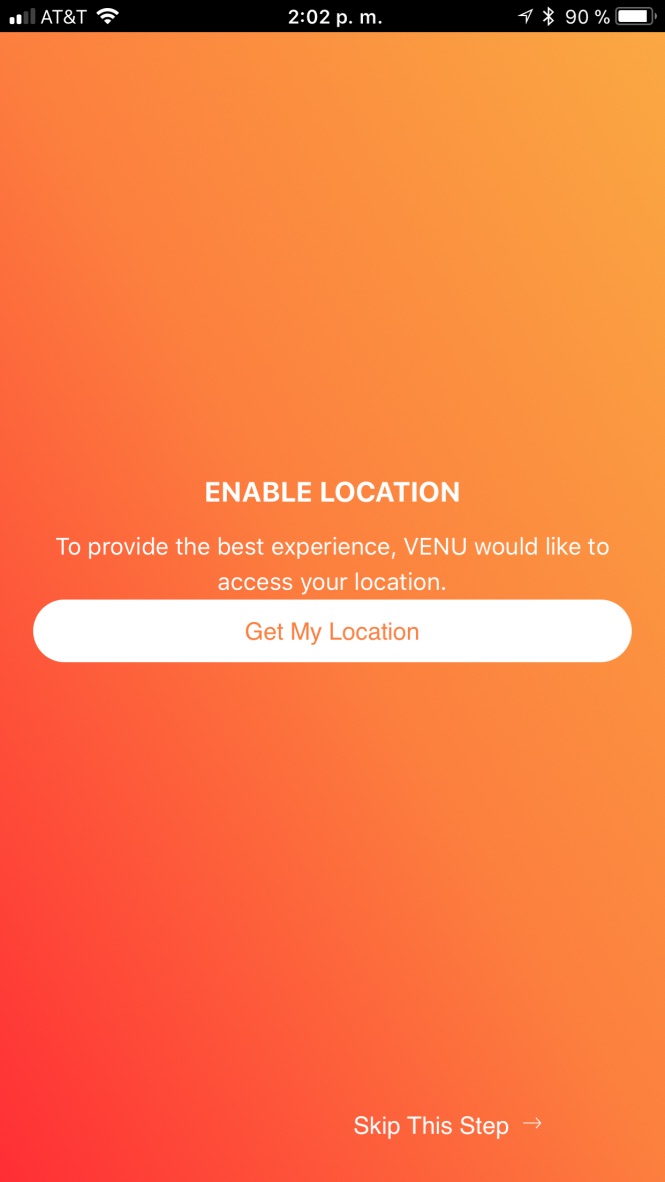 AT&T 2:02 p. m. 90 %
ENABLE LOCATION
To provide the best experience, VENU would like to
access your location.
Get My Location
Skip This Step →